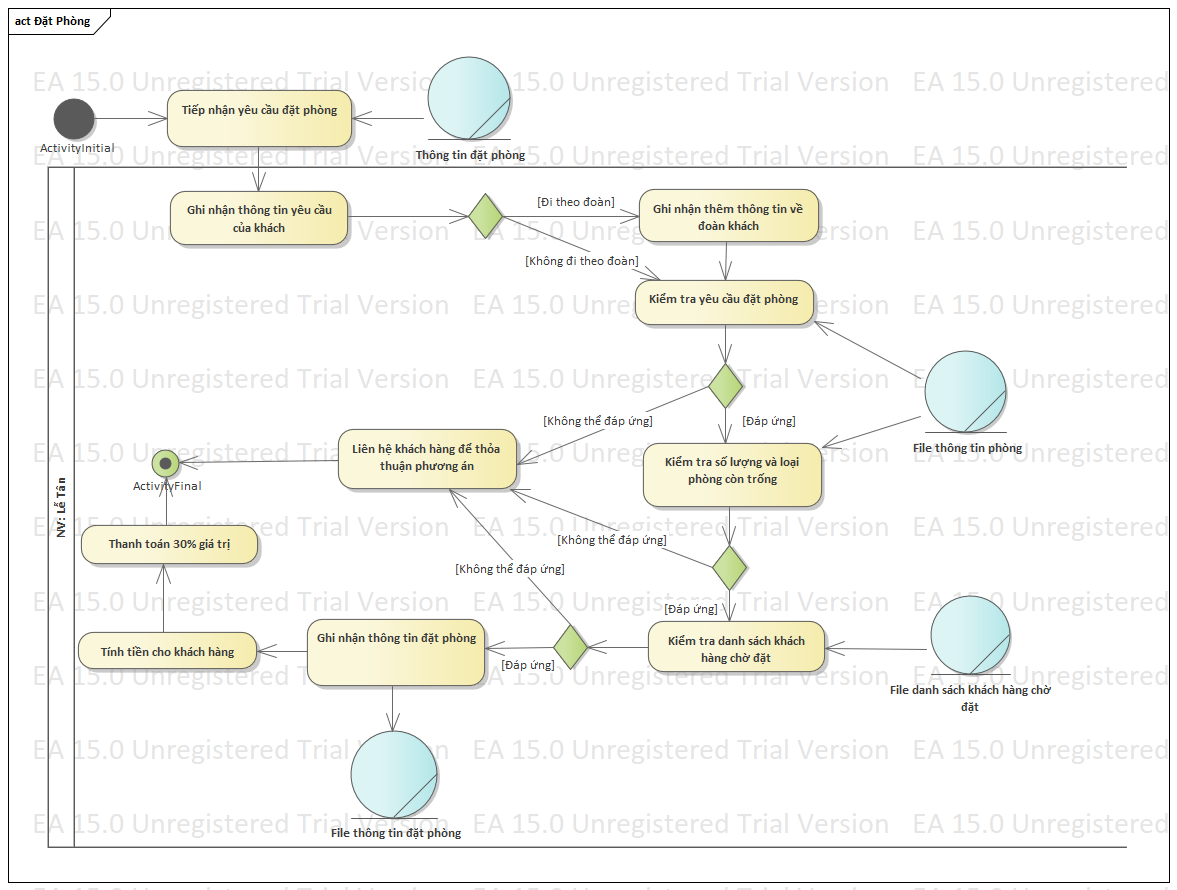 act Đặt Phòng
EA 15.0 Unregistered Trial Version
Tiếp nhận yêu cầu đặt phòng
ActivityInitial
Thông tin đặt phòng
NV: Lễ Tân
Ghi nhận thông tin yêu cầu
của khách
[Đi theo đoàn]
Ghi nhận thêm thông tin về
đoàn khách
[Không đi theo đoàn]
Kiểm tra yêu cầu đặt phòng
[Không thể đáp ứng]
[Đáp ứng]
File thông tin phòng
Liên hệ khách hàng để thỏa
thuận phương án
Kiểm tra số lượng và loại
phòng còn trống
ActivityFinal
Thanh toán 30% giá trị
[Không thể đáp ứng]
[Không thể đáp ứng]
[Đáp ứng]
Tính tiền cho khách hàng
Ghi nhận thông tin đặt phòng
[Đáp ứng]
Kiểm tra danh sách khách
hàng chờ đặt
File danh sách khách hàng chờ
đặt
File thông tin đặt phòng